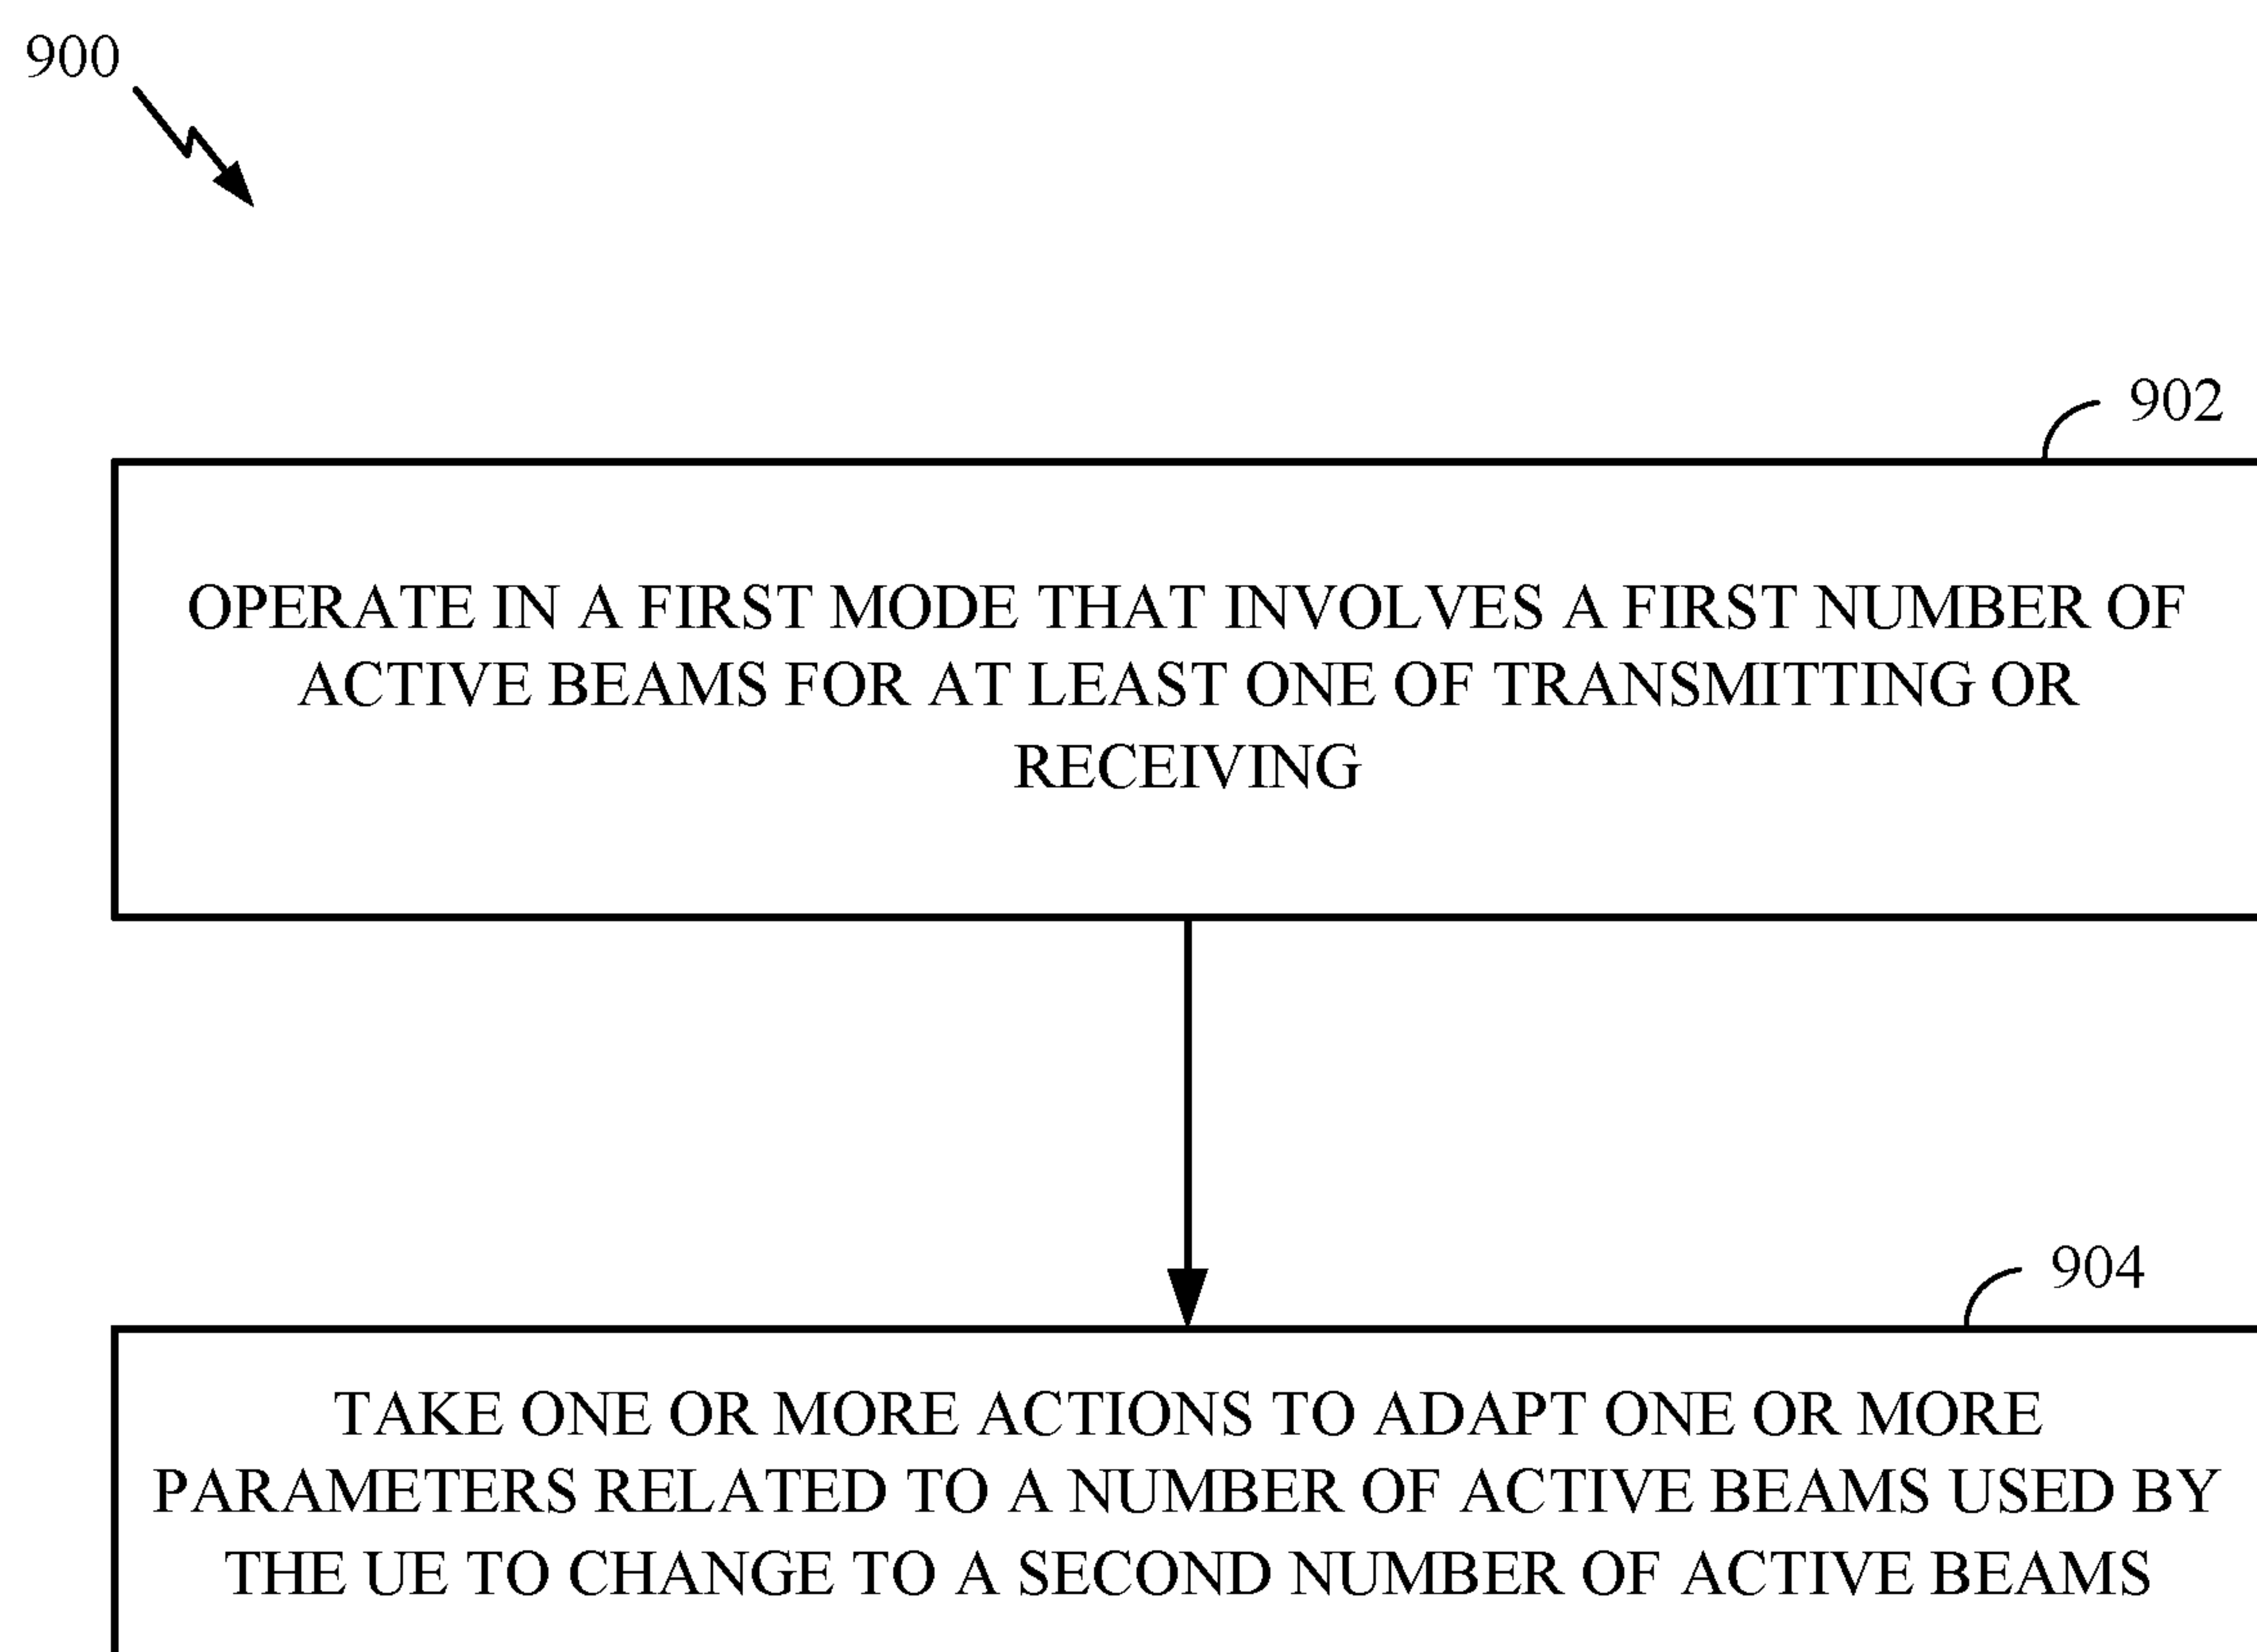 900
902
OPERATE IN A FIRST MODE THAT INVOLVES A FIRST NUMBER OF
ACTIVE BEAMS FOR AT LEAST ONE OF TRANSMITTING OR
RECEIVING
904
TAKE ONE OR MORE ACTIONS TO ADAPT ONE OR MORE
PARAMETERS RELATED TO A NUMBER OF ACTIVE BEAMS USED BY
THE UE TO CHANGE TO A SECOND NUMBER OF ACTIVE BEAMS